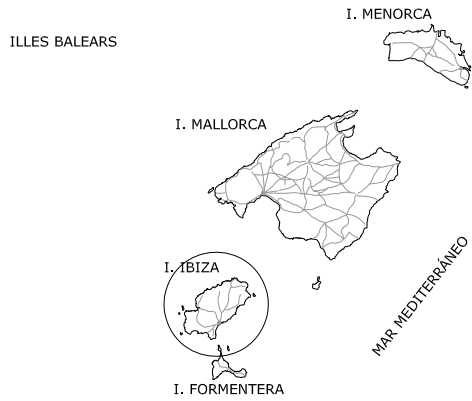 I. MENORCA
ILLES BALEARS
I. MALLORCA
I. IBIZA
MAR MEDITERRÁNEO
I. FORMENTERA